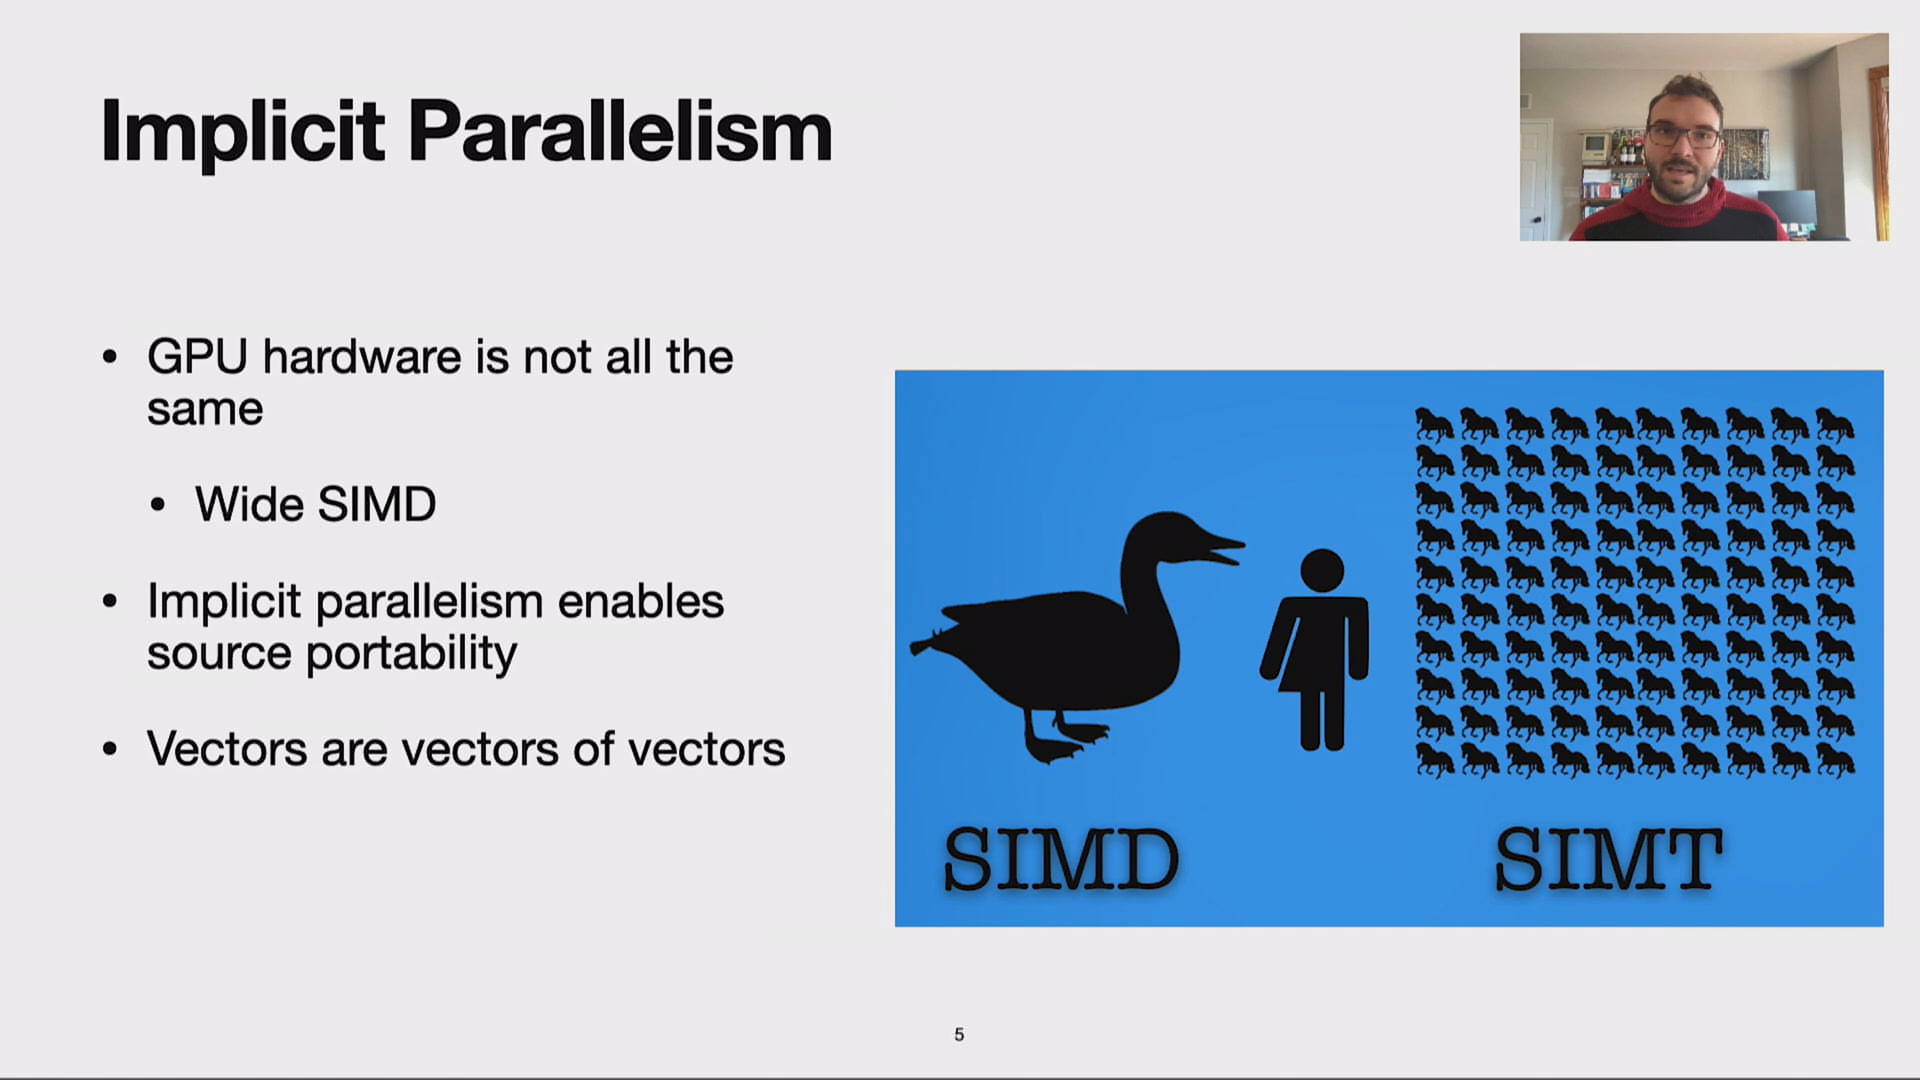 Implicit Parallelism
• GPU hardware is not all the
same
• Wide SIMD
• Implicit parallelism enables
source portability
• Vectors are vectors of vectors
SIMD
SIMT
5